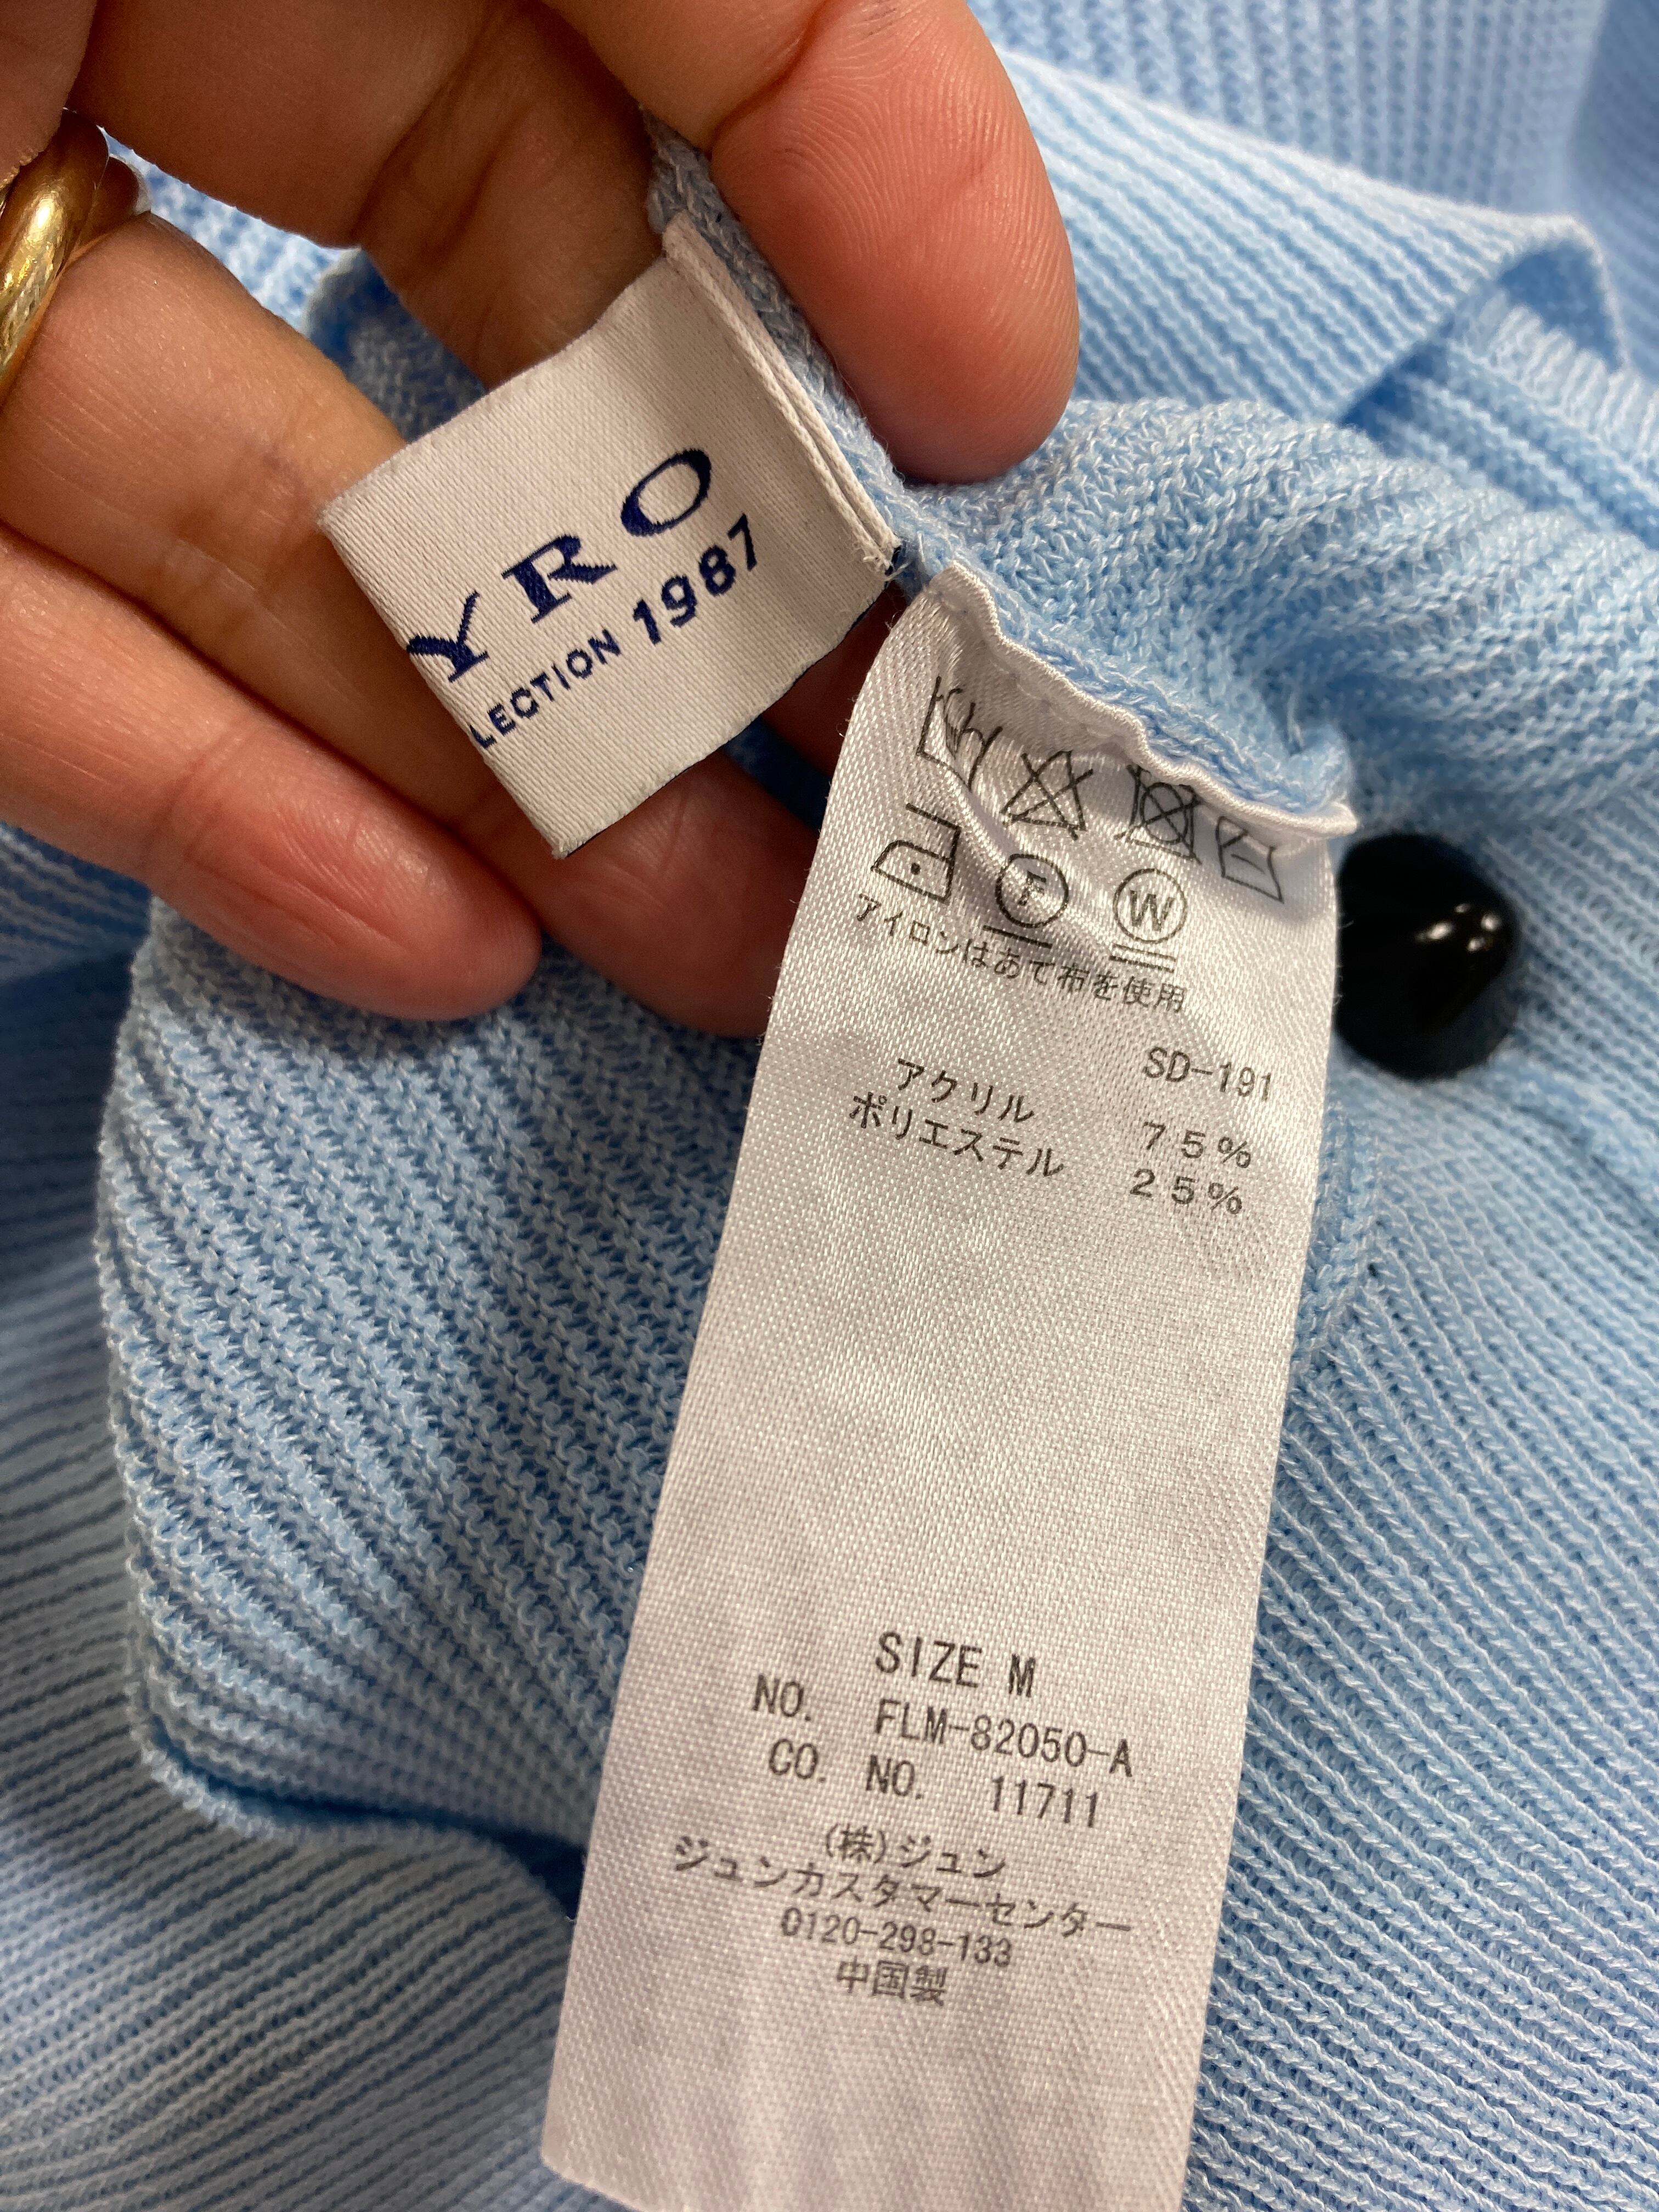 YRO
LECTION 1987
F W
アイロンはあて布を使用
SD-191
アクリル 75%
ポリエステル 25%
SIZE M
NO. FLM-82050-A
CO. NO. 11711
(株)ジュン
ジュンカスタマーセンター
0120-298-133
中国製